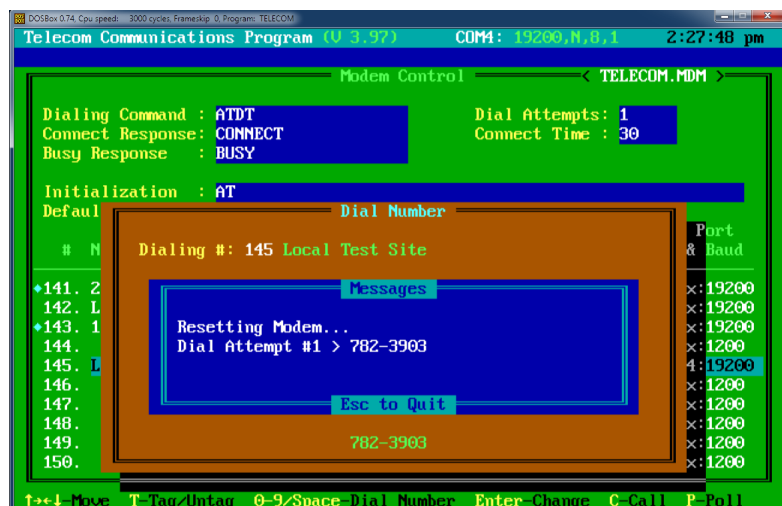 DOSBox 0.74, Cpu speed: 3000 cycles, Frameskip 0, Program: TELECOM
Telecom Communications Program (V 3.97) COM4: 19200,N,8,1 2:27:48 pm
Modem Control < TELECOM.MDM >
Dialing Command : ATDT Dial Attempts: 1
Connect Response: CONNECT Connect Time : 30
Busy Response : BUSY
Initialization : AT
Defaul
Dial Number
Port
# N Dialing #: 145 Local Test Site & Baud
♦141. 2 Messages x:19200
142. L x:19200
♦143. 1 Resetting Modem... x:19200
144. Dial Attempt #1 > 782-3903 x:1200
145. L 4:19200
146. x:1200
147. Esc to Quit x:1200
148. x:1200
149. 782-3903 x:1200
150. x:1200
↑→←↓-Move T-Tag/Untag 0-9/Space-Dial Number Enter-Change C-Call P-Poll